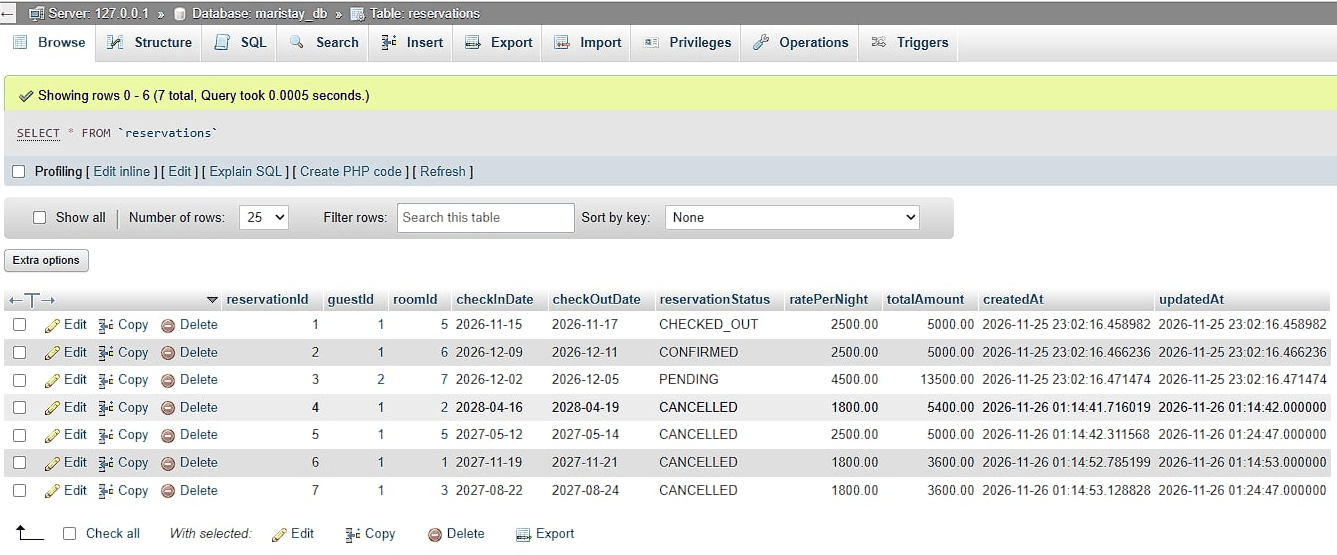 Server: 127.0.0.1 » Database: maristay_db » Table: reservations
Browse Structure SQL Search Insert Export Import Privileges Operations Triggers
Showing rows 0 - 6 (7 total, Query took 0.0005 seconds.)
SELECT * FROM `reservations`
Profiling [ Edit inline ] [ Edit ] [ Explain SQL ] [ Create PHP code ] [ Refresh ]
Show all Number of rows: 25 Filter rows: Search this table Sort by key: None
Extra options
←T→ reservationId guestId roomId checkInDate checkOutDate reservationStatus ratePerNight totalAmount createdAt updatedAt
Edit Copy Delete 1 1 5 2026-11-15 2026-11-17 CHECKED_OUT 2500.00 5000.00 2026-11-25 23:02:16.458982 2026-11-25 23:02:16.458982
Edit Copy Delete 2 1 6 2026-12-09 2026-12-11 CONFIRMED 2500.00 5000.00 2026-11-25 23:02:16.466236 2026-11-25 23:02:16.466236
Edit Copy Delete 3 2 7 2026-12-02 2026-12-05 PENDING 4500.00 13500.00 2026-11-25 23:02:16.471474 2026-11-25 23:02:16.471474
Edit Copy Delete 4 1 2 2028-04-16 2028-04-19 CANCELLED 1800.00 5400.00 2026-11-26 01:14:41.716019 2026-11-26 01:14:42.000000
Edit Copy Delete 5 1 5 2027-05-12 2027-05-14 CANCELLED 2500.00 5000.00 2026-11-26 01:14:42.311568 2026-11-26 01:24:47.000000
Edit Copy Delete 6 1 1 2027-11-19 2027-11-21 CANCELLED 1800.00 3600.00 2026-11-26 01:14:52.785199 2026-11-26 01:14:53.000000
Edit Copy Delete 7 1 3 2027-08-22 2027-08-24 CANCELLED 1800.00 3600.00 2026-11-26 01:14:53.128828 2026-11-26 01:24:47.000000
Check all With selected: Edit Copy Delete Export